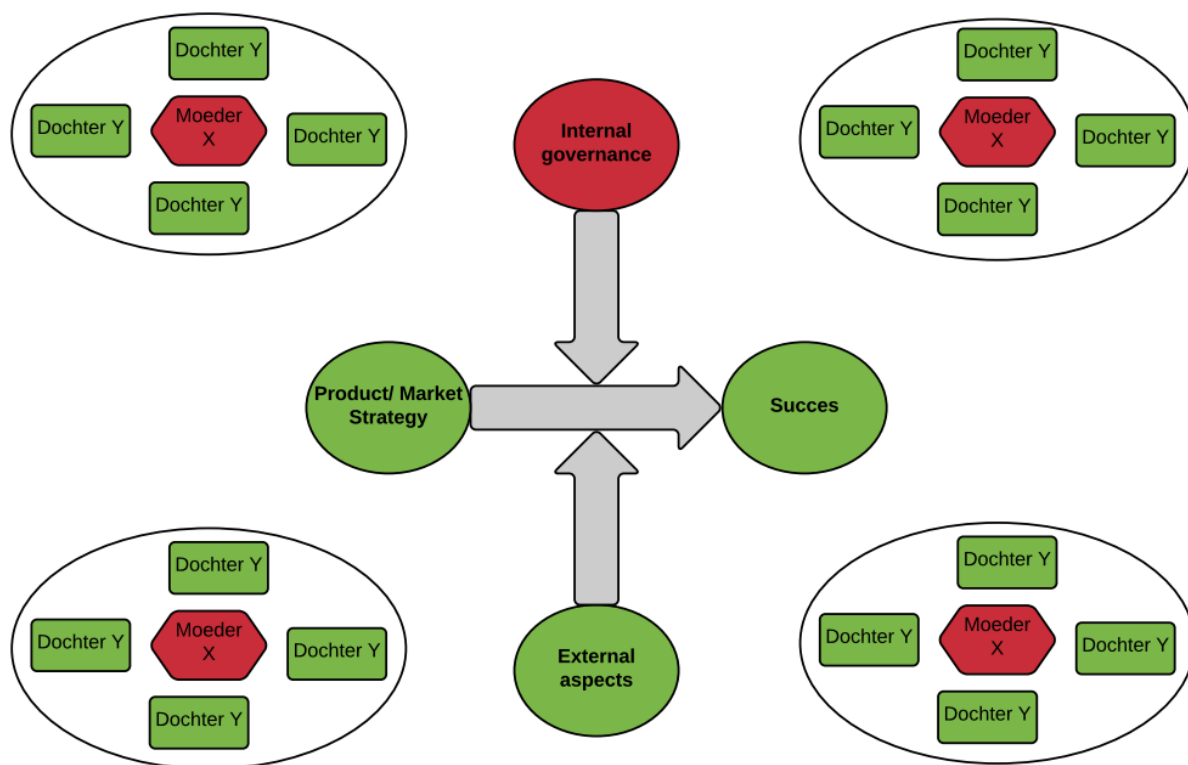 Dochter Y
Dochter Y
Moeder
X
Dochter Y
Dochter Y
Internal
governance
Dochter Y
Dochter Y
Moeder
X
Dochter Y
Dochter Y
Product/ Market
Strategy
Succes
Dochter Y
Dochter Y
Moeder
X
Dochter Y
Dochter Y
External
aspects
Dochter Y
Dochter Y
Moeder
X
Dochter Y
Dochter Y